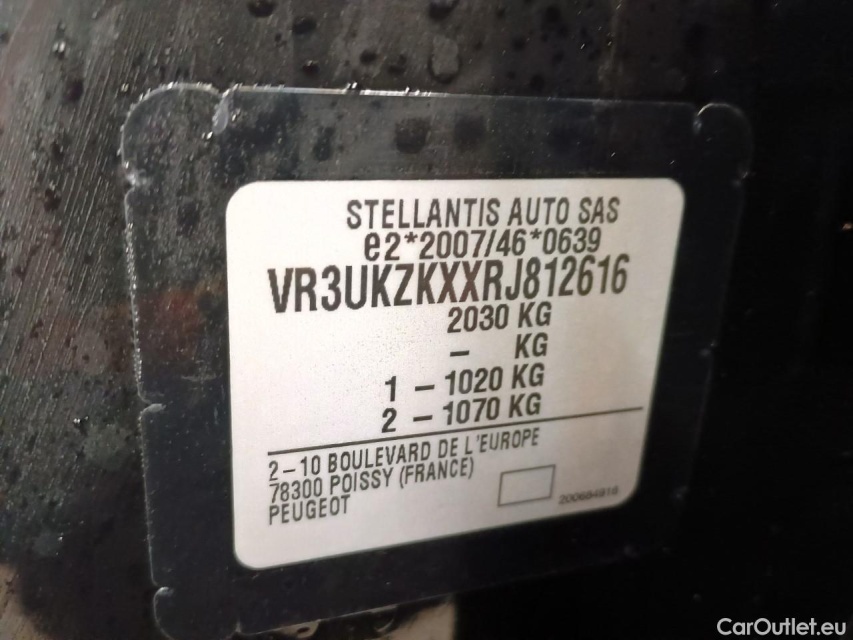 STELLANTIS AUTO SAS
e2*2007/46*0639
VR3UKZKXXRJ812616
2030 KG
– KG
1 – 1020 KG
2 – 1070 KG
2–10 BOULEVARD DE L'EUROPE
78300 POISSY (FRANCE)
PEUGEOT
CarOutlet.eu